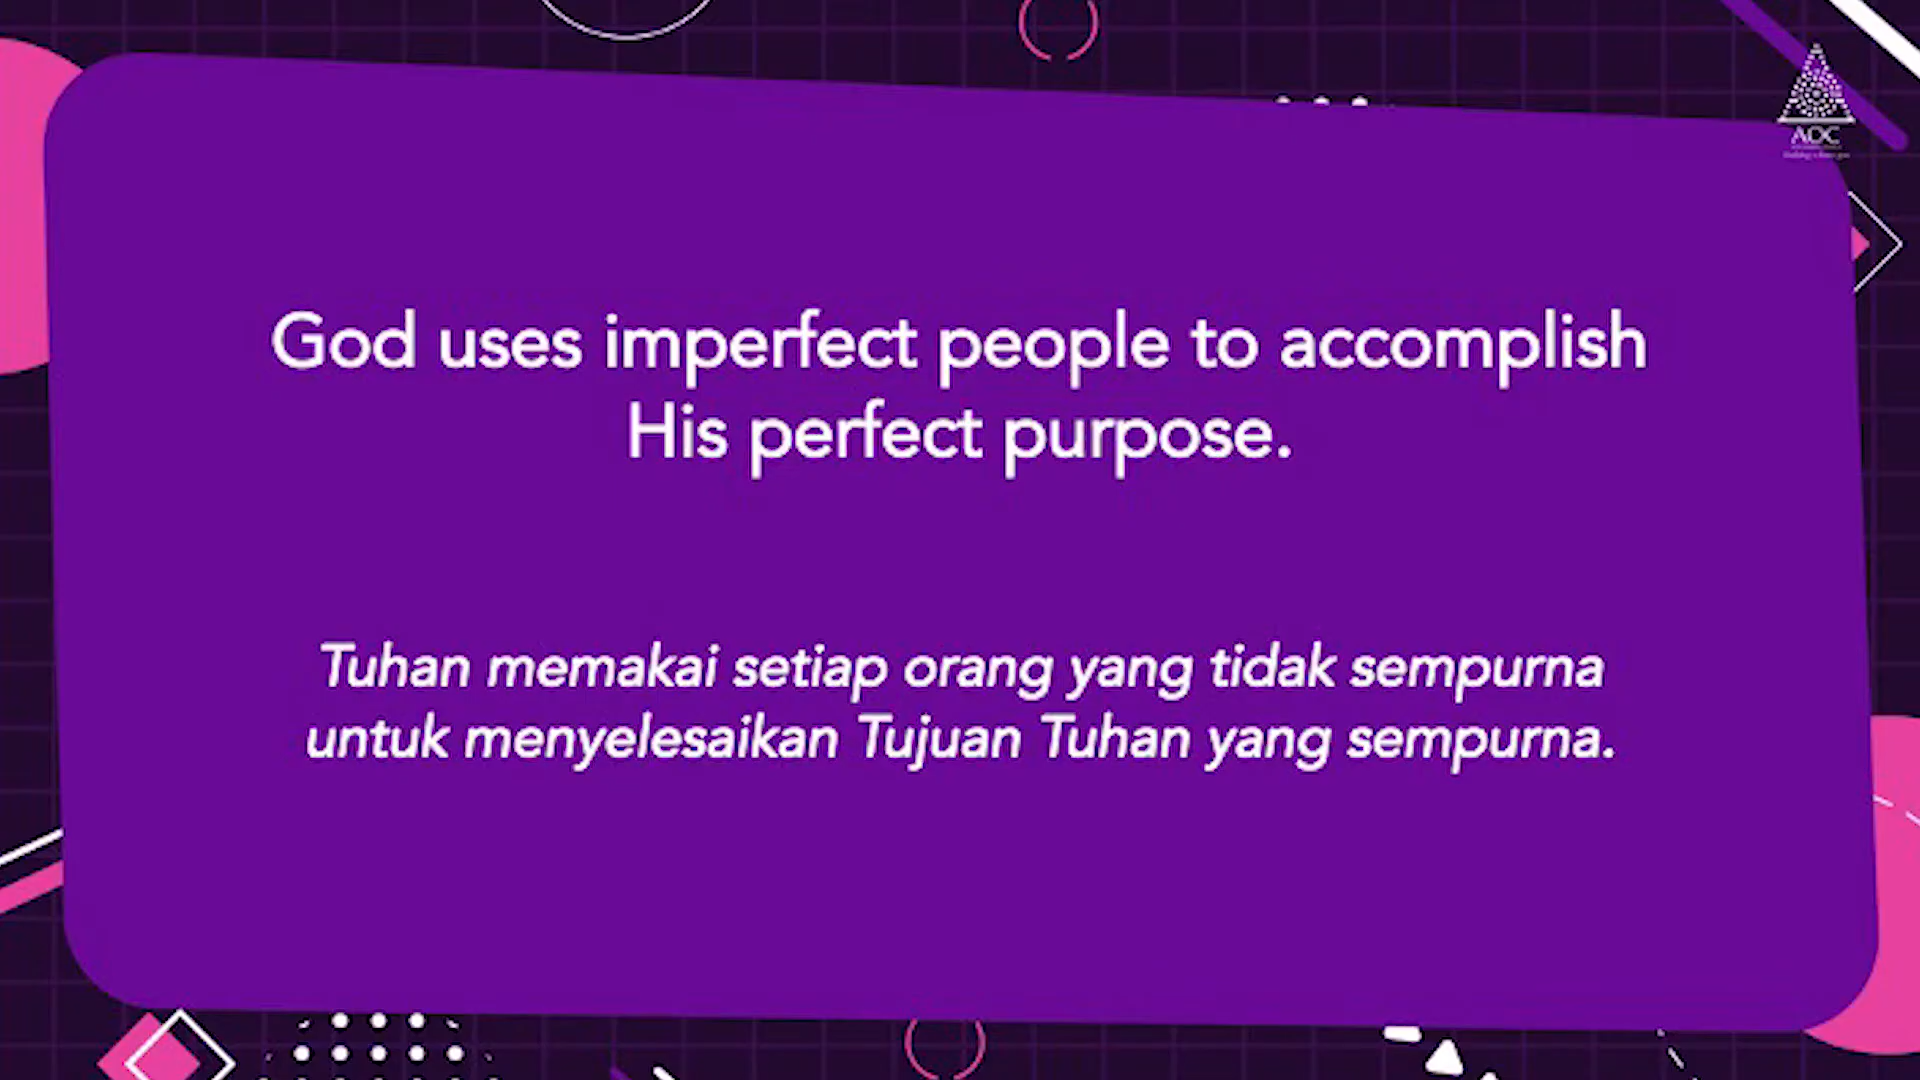 AOC
God uses imperfect people to accomplish
His perfect purpose.
Tuhan memakai setiap orang yang tidak sempurna
untuk menyelesaikan Tujuan Tuhan yang sempurna.